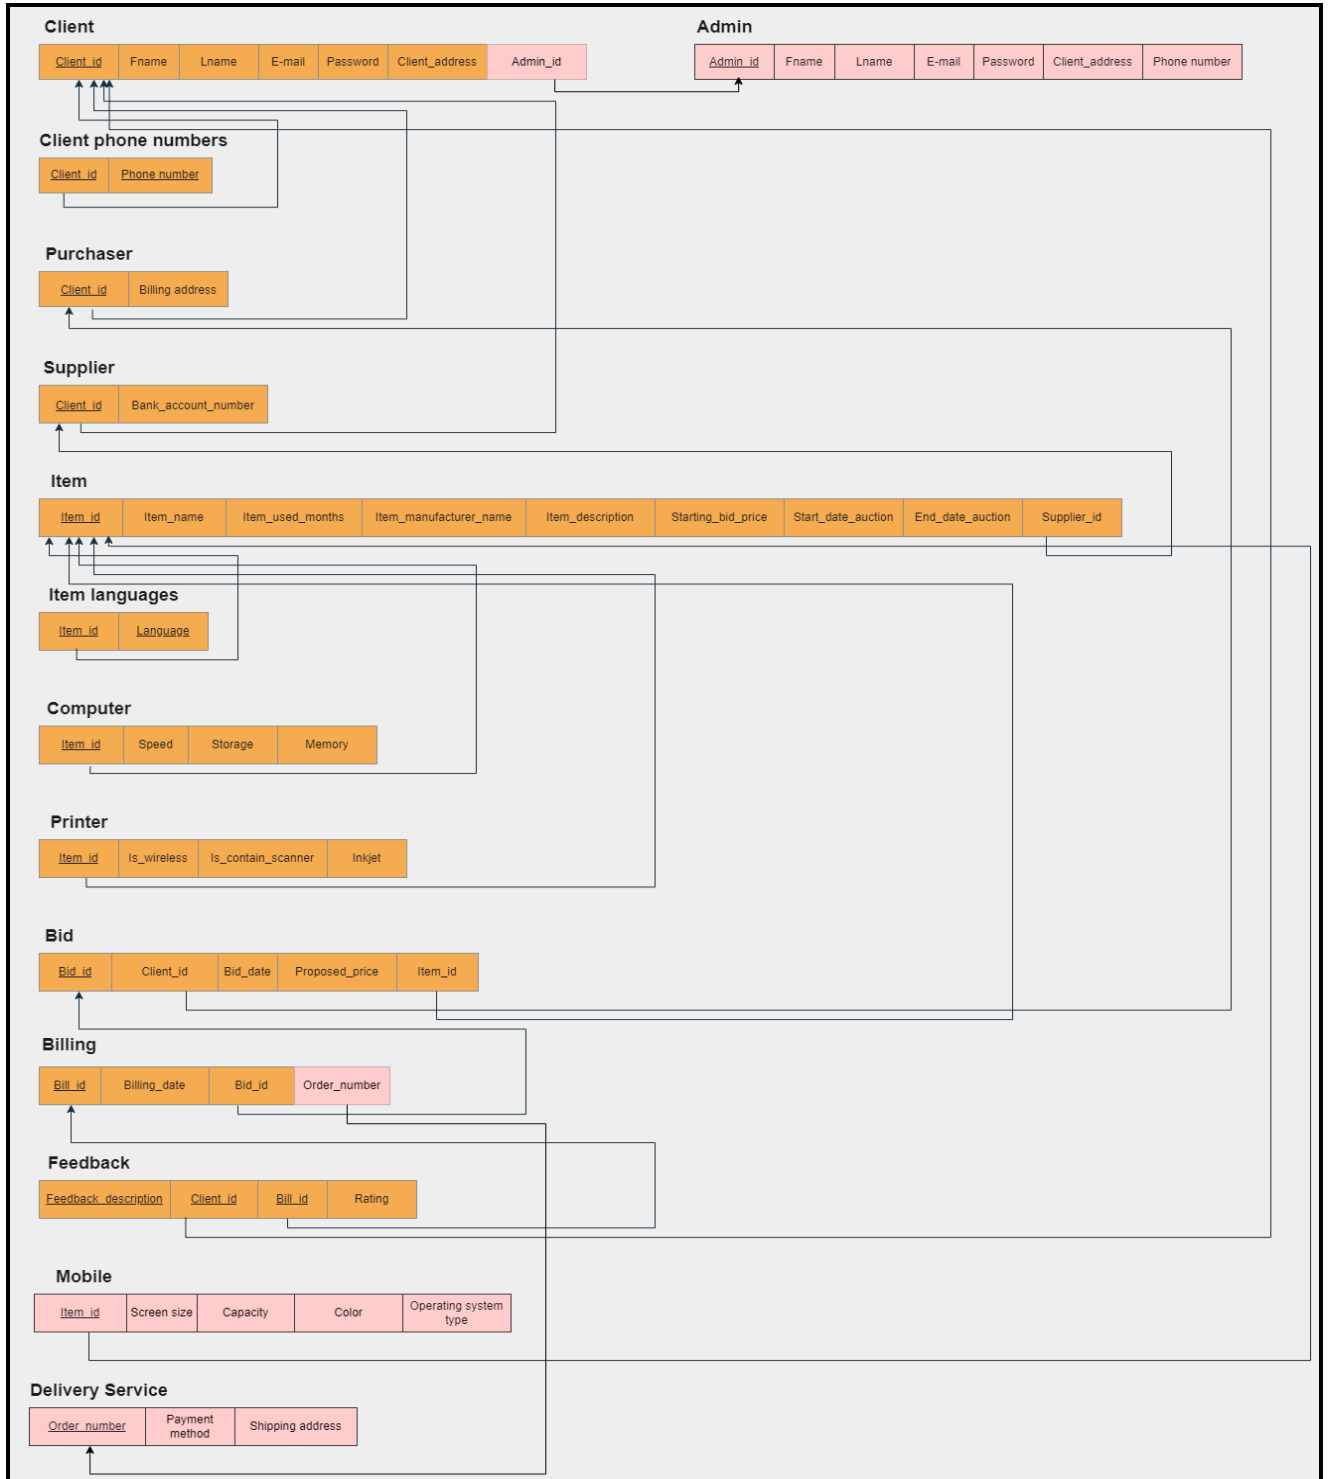 Client
Client_id Fname Lname E-mail Password Client_address Admin_id
Admin
Admin_id Fname Lname E-mail Password Client_address Phone number
Client phone numbers
Client_id Phone number
Purchaser
Client_id Billing address
Supplier
Client_id Bank_account_number
Item
Item_id Item_name Item_used_months Item_manufacturer_name Item_description Starting_bid_price Start_date_auction End_date_auction Supplier_id
Item languages
Item_id Language
Computer
Item_id Speed Storage Memory
Printer
Item_id Is_wireless Is_contain_scanner Inkjet
Bid
Bid_id Client_id Bid_date Proposed_price Item_id
Billing
Bill_id Billing_date Bid_id Order_number
Feedback
Feedback_description Client_id Bill_id Rating
Mobile
Item_id Screen size Capacity Color Operating system
type
Delivery Service
Order_number Payment
method Shipping address